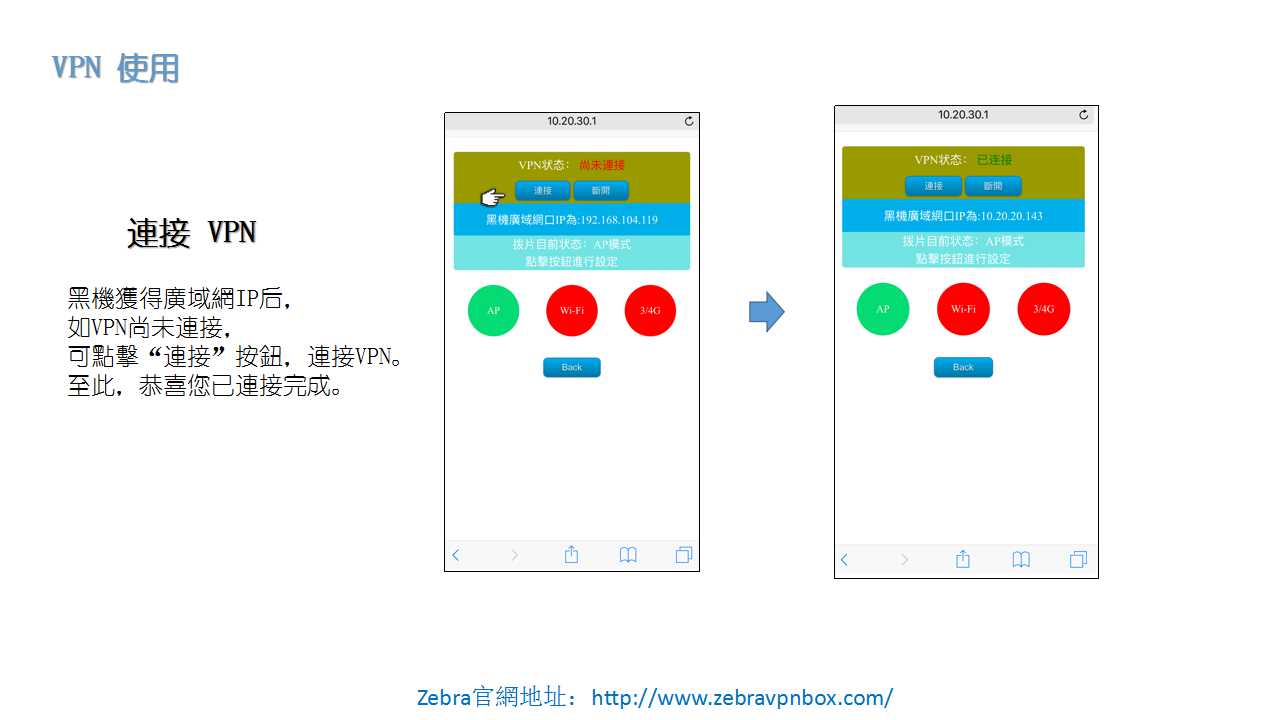 VPN 使用
連接 VPN
黑機獲得廣域網IP后，
如VPN尚未連接，
可點擊“連接”按鈕，連接VPN。
至此，恭喜您已連接完成。
10.20.30.1
VPN状态： 尚未連接
連接 斷開
黑機廣域網口IP為:192.168.104.119
拨片目前状态：AP模式
點擊按鈕進行設定
AP Wi-Fi 3/4G
Back
10.20.30.1
VPN状态： 已连接
連接 斷開
黑機廣域網口IP為:10.20.20.143
拨片目前状态：AP模式
點擊按鈕進行設定
AP Wi-Fi 3/4G
Back
Zebra官網地址：http://www.zebravpnbox.com/